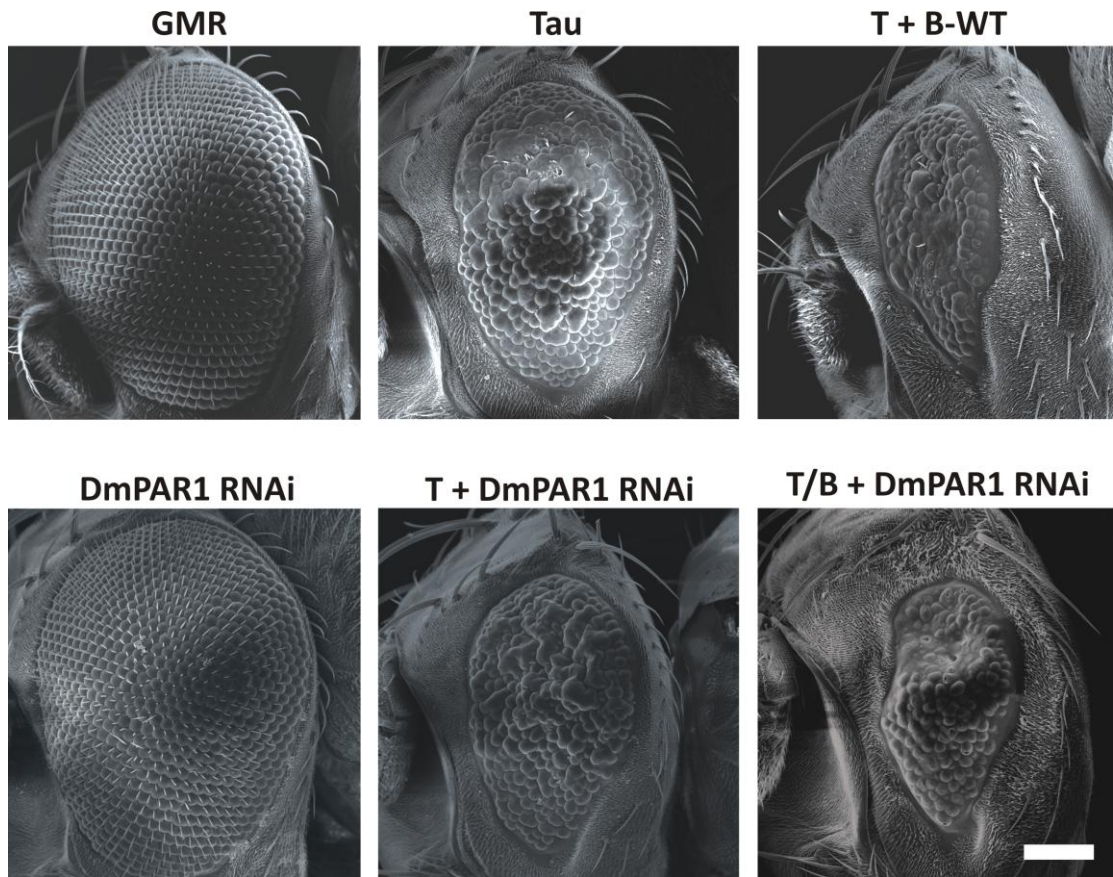 GMR
Tau
T + B-WT
DmPAR1 RNAi
T + DmPAR1 RNAi
T/B + DmPAR1 RNAi